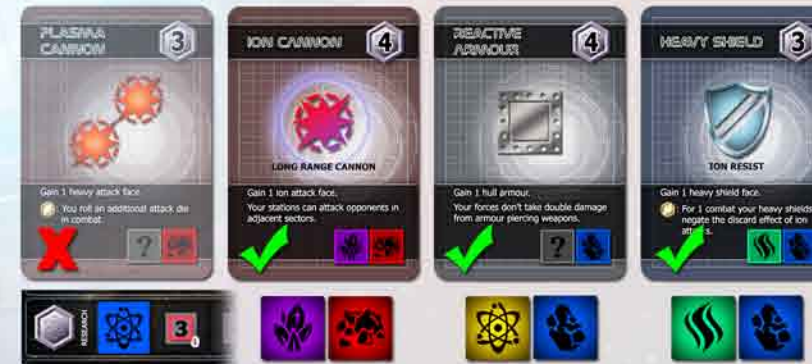 PLASMA
CANNON
3
Gain 1 heavy attack face.
: You roll an additional attack die
in combat.
?
ION CANNON
4
LONG RANGE CANNON
Gain 1 ion attack face.
Your stations can attack opponents in
adjacent sectors.
REACTIVE
ARMOUR
4
Gain 1 hull armour.
Your forces don't take double damage
from armour piercing weapons.
?
HEAVY SHIELD
3
ION RESIST
Gain 1 heavy shield face.
: For 1 combat your heavy shields
negate the discard effect of ion
RESEARCH
3